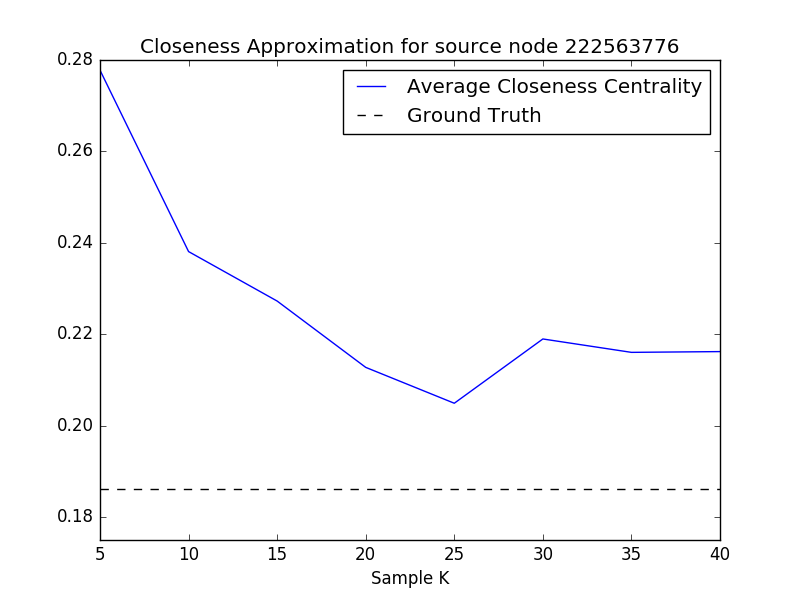 Closeness Approximation for source node 222563776
0.28
0.26
0.24
0.22
0.20
0.18
Average Closeness Centrality
Ground Truth
5 10 15 20 25 30 35 40
Sample K